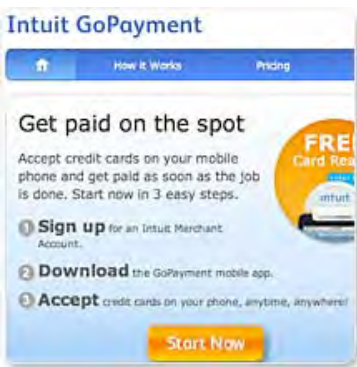 Intuit GoPayment
How it Works Pricing
Get paid on the spot
Accept credit cards on your mobile
phone and get paid as soon as the job
is done. Start now in 3 easy steps.
1 Sign up for an Intuit Merchant
Account.
2 Download the GoPayment mobile app.
3 Accept credit cards on your phone, anytime, anywhere!
FREE
Card Rea
intuit
Start Now